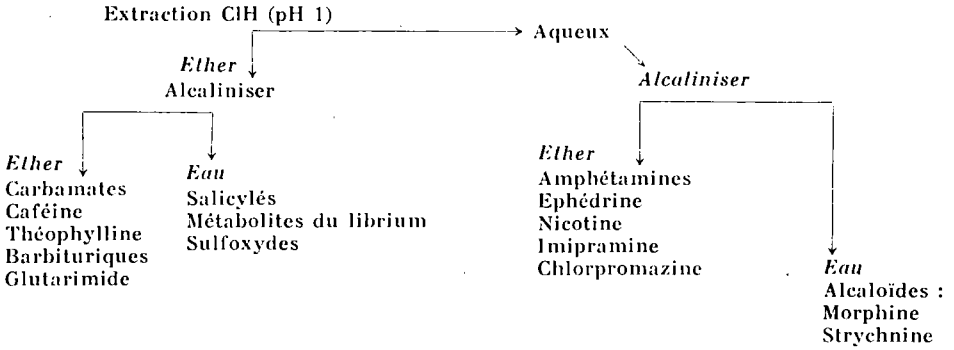 Extraction ClH (pH 1)
Aqueux
Ether
Alcaliniser
Alcaliniser
Ether
Carbamates
Caféine
Théophylline
Barbituriques
Glutarimide
Eau
Salicylés
Métabolites du librium
Sulfoxydes
Ether
Amphétamines
Ephédrine
Nicotine
Imipramine
Chlorpromazine
Eau
Alcaloïdes :
Morphine
Strychnine